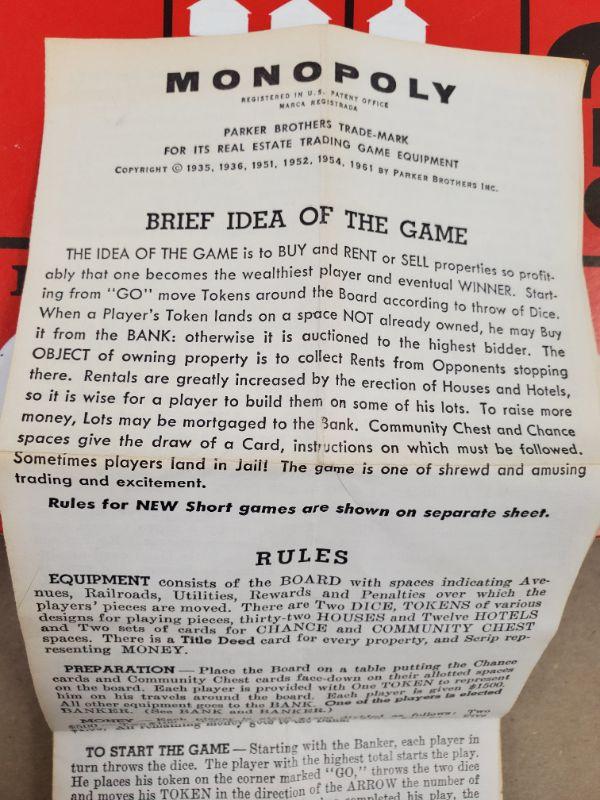 MONOPOLY
REGISTERED IN U.S. PATENT OFFICE
MARCA REGISTRADA
PARKER BROTHERS TRADE-MARK
FOR ITS REAL ESTATE TRADING GAME EQUIPMENT
COPYRIGHT © 1935, 1936, 1951, 1952, 1954, 1961 BY PARKER BROTHERS INC.
BRIEF IDEA OF THE GAME
THE IDEA OF THE GAME is to BUY and RENT or SELL properties so profit-
ably that one becomes the wealthiest player and eventual WINNER. Start-
ing from "GO" move Tokens around the Board according to throw of Dice.
When a Player's Token lands on a space NOT already owned, he may Buy
it from the BANK: otherwise it is auctioned to the highest bidder. The
OBJECT of owning property is to collect Rents from Opponents stopping
there. Rentals are greatly increased by the erection of Houses and Hotels,
so it is wise for a player to build them on some of his lots. To raise more
money, Lots may be mortgaged to the Bank. Community Chest and Chance
spaces give the draw of a Card, instructions on which must be followed.
Sometimes players land in Jail! The game is one of shrewd and amusing
trading and excitement.
Rules for NEW Short games are shown on separate sheet.
RULES
EQUIPMENT consists of the BOARD with spaces indicating Ave-
nues, Railroads, Utilities, Rewards and Penalties over which the
players' pieces are moved. There are Two DICE, TOKENS of various
designs for playing pieces, thirty-two HOUSES and Twelve HOTELS
and Two sets of cards for CHANCE and COMMUNITY CHEST
spaces. There is a Title Deed card for every property, and Scrip rep-
resenting MONEY.
PREPARATION — Place the Board on a table putting the Chance
cards and Community Chest cards face-down on their allotted spaces
on the board. Each player is provided with One TOKEN to represent
him on his travels around the board. Each player is given $1500.
All other equipment goes to the BANK. One of the players is elected
BANKER. (See BANK and BANKER.)
MONEY — Each as follows: Two
TO START THE GAME — Starting with the Banker, each player in
turn throws the dice. The player with the highest total starts the play.
He places his token on the corner marked "GO," throws the two dice
and moves his TOKEN in the direction of the ARROW the number of
completed his play, the